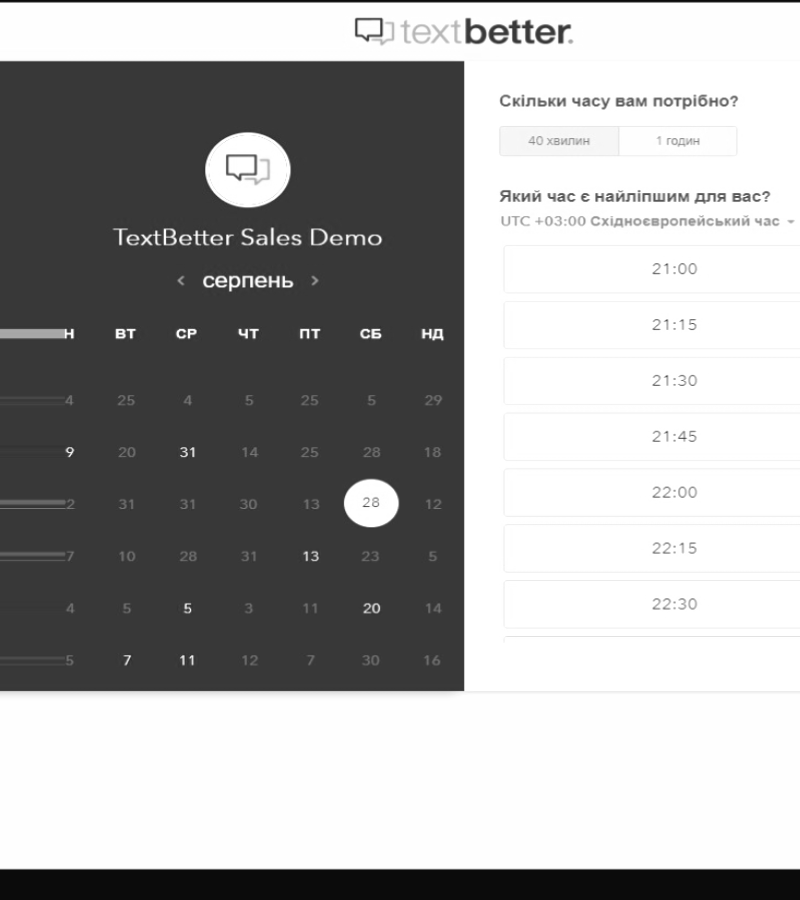 textbetter.
TextBetter Sales Demo
< серпень >
Н ВТ СР ЧТ ПТ СБ НД
4 25 4 5 25 5 29
9 20 31 14 25 28 18
2 31 31 30 13 28 12
7 10 28 31 13 23 5
4 5 5 3 11 20 14
5 7 11 12 7 30 16
Скільки часу вам потрібно?
40 хвилин 1 годин
Який час є найліпшим для вас?
UTC +03:00 Східноєвропейський час
21:00
21:15
21:30
21:45
22:00
22:15
22:30